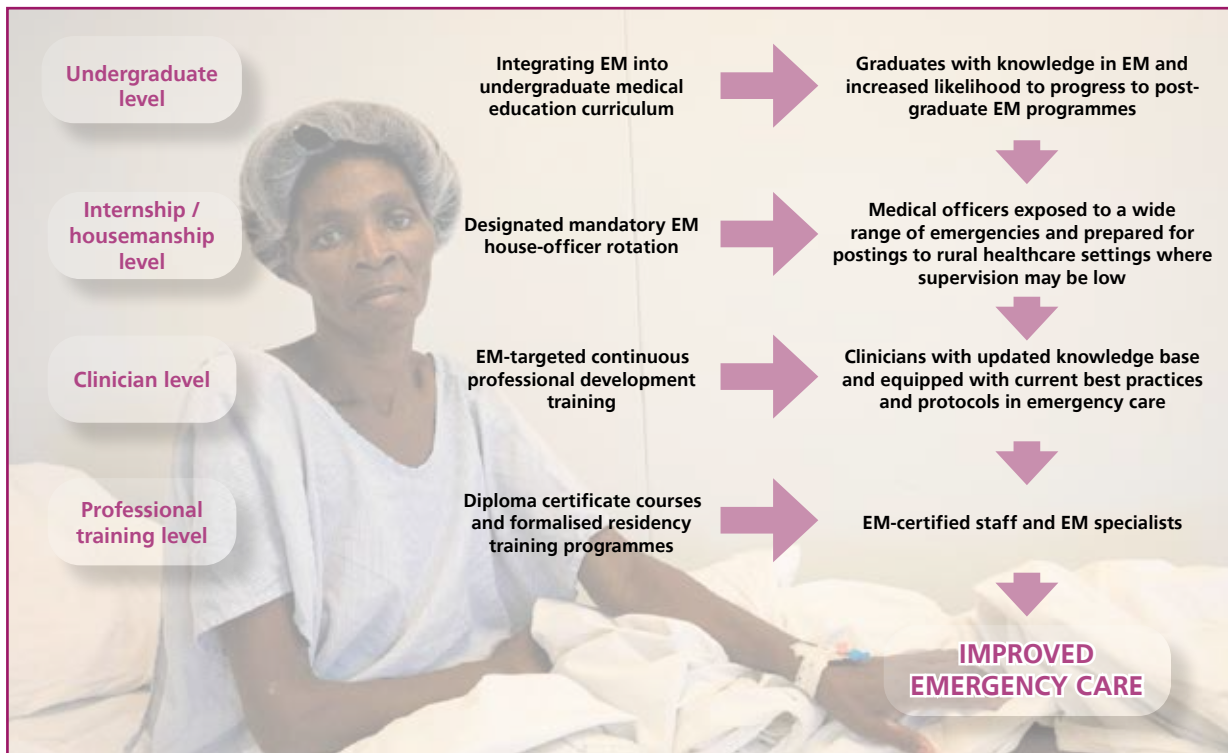 Undergraduate
level
Integrating EM into
undergraduate medical
education curriculum
Graduates with knowledge in EM and
increased likelihood to progress to post-
graduate EM programmes
Internship /
housemanship
level
Designated mandatory EM
house-officer rotation
Medical officers exposed to a wide
range of emergencies and prepared for
postings to rural healthcare settings where
supervision may be low
Clinician level
EM-targeted continuous
professional development
training
Clinicians with updated knowledge base
and equipped with current best practices
and protocols in emergency care
Professional
training level
Diploma certificate courses
and formalised residency
training programmes
EM-certified staff and EM specialists
IMPROVED
EMERGENCY CARE